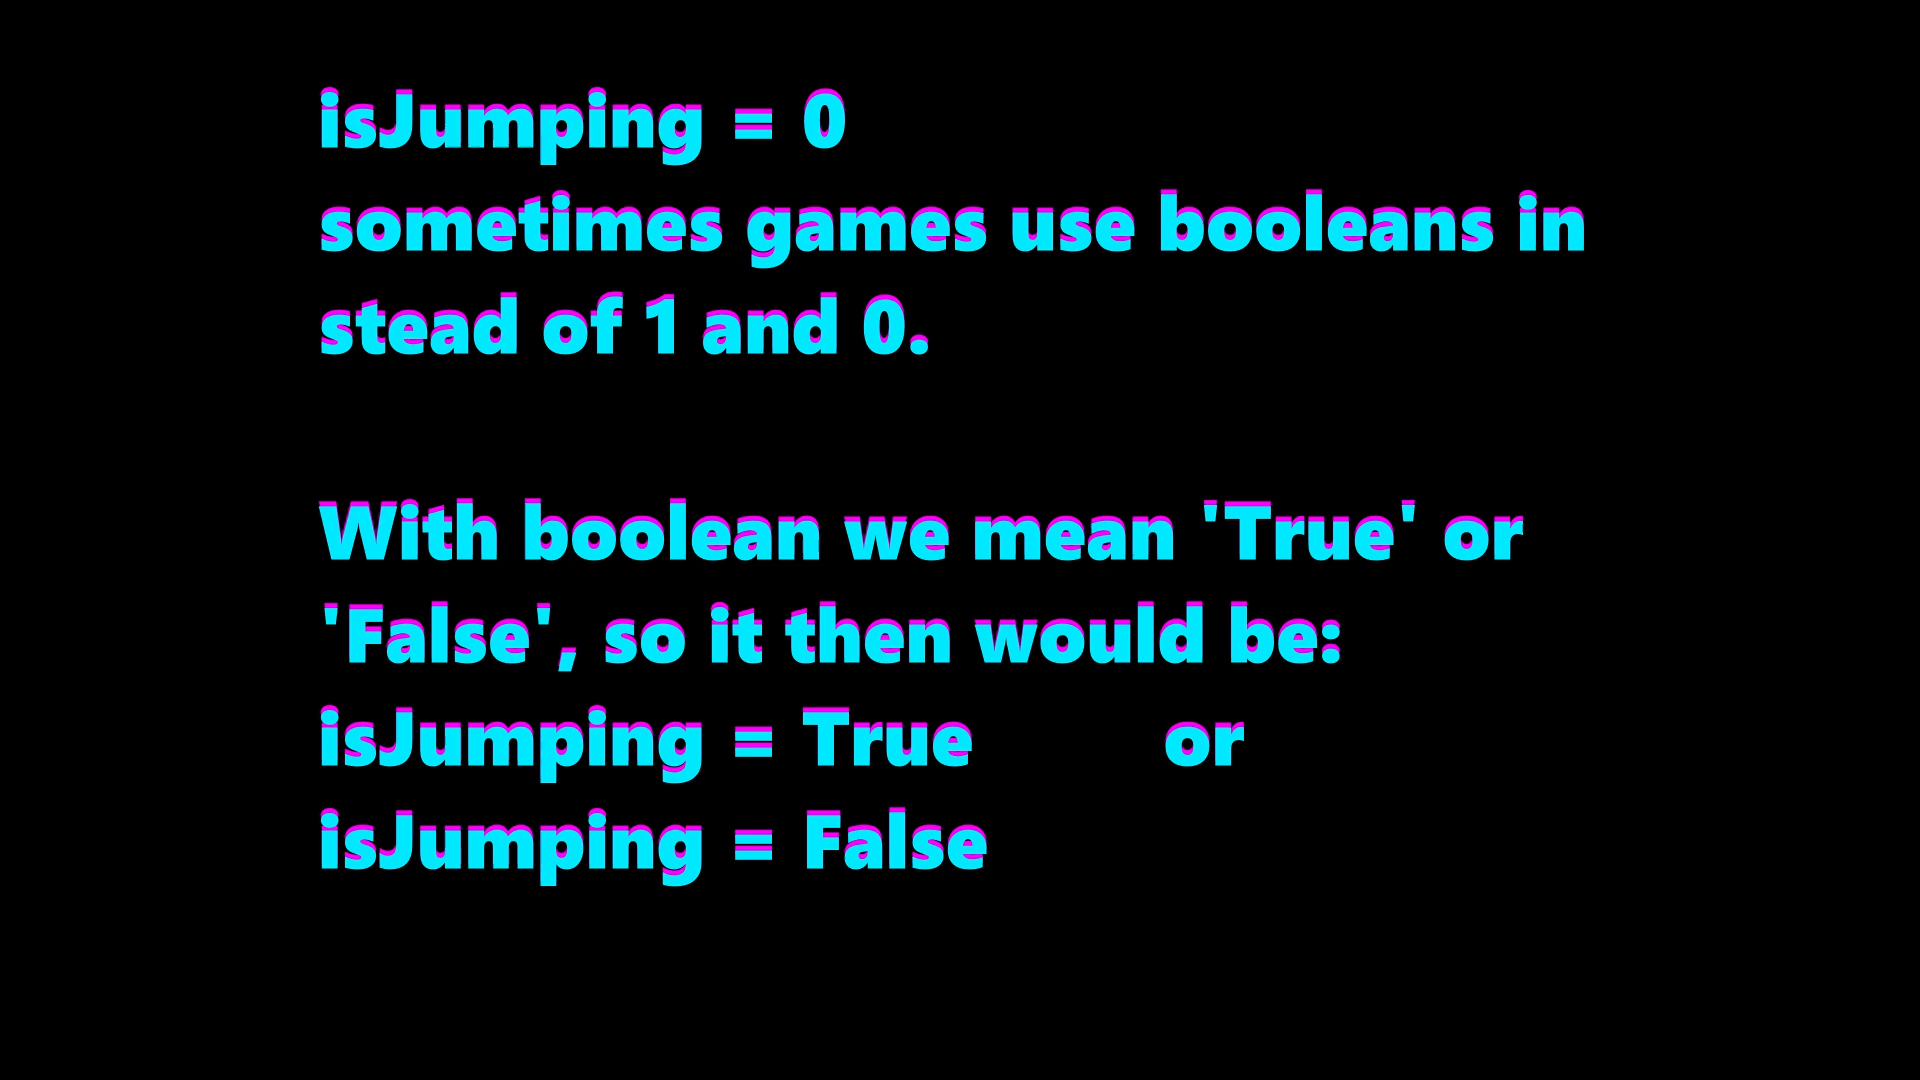 isJumping = 0
sometimes games use booleans in
stead of 1 and 0.
With boolean we mean 'True' or
'False', so it then would be:
isJumping = True or
isJumping = False